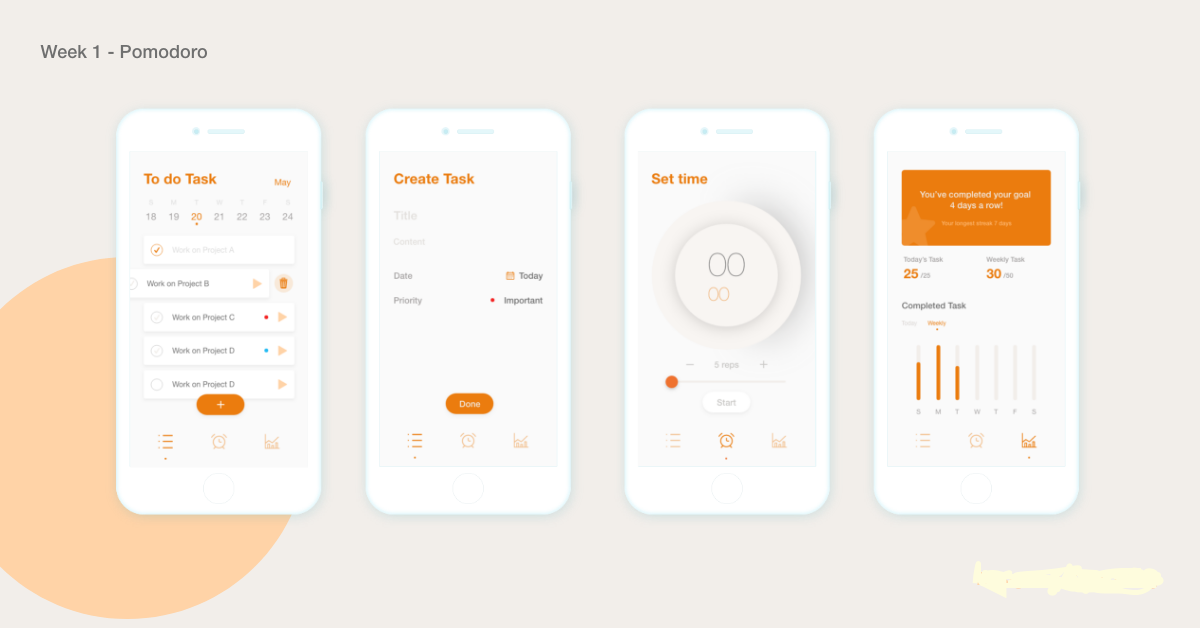 Week 1 - Pomodoro
To do Task
May
S M T W T F S
18 19 20 21 22 23 24
Work on Project A
Work on Project B
Work on Project C
Work on Project D
Work on Project D
+
Create Task
Title
Content
Date Today
Priority Important
Done
Set time
00
00
− 5 reps +
Start
You've completed your goal
4 days a row!
Your longest streak 7 days
Today's Task Weekly Task
25 /25 30 /50
Completed Task
Today Weekly
S M T W T F S